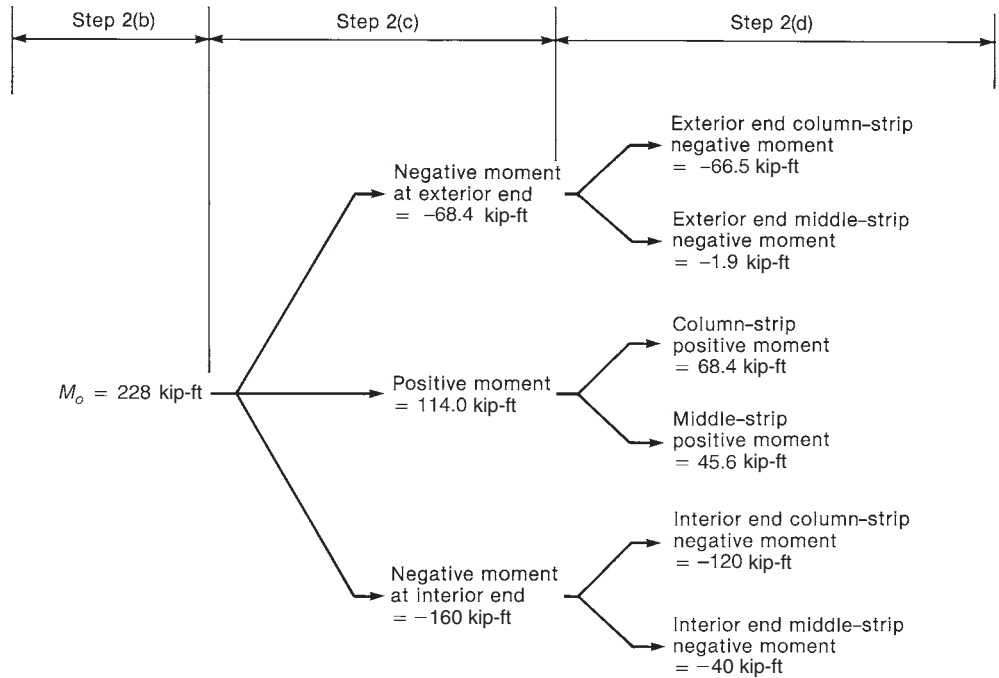 Step 2(b)
Step 2(c)
Step 2(d)
Exterior end column–strip
negative moment
= –66.5 kip-ft
Negative moment
at exterior end
= –68.4 kip-ft
Exterior end middle–strip
negative moment
= –1.9 kip-ft
Column–strip
positive moment
= 68.4 kip-ft
Mo = 228 kip-ft
Positive moment
= 114.0 kip-ft
Middle–strip
positive moment
= 45.6 kip-ft
Interior end column–strip
negative moment
= –120 kip-ft
Negative moment
at interior end
= –160 kip-ft
Interior end middle–strip
negative moment
= –40 kip-ft